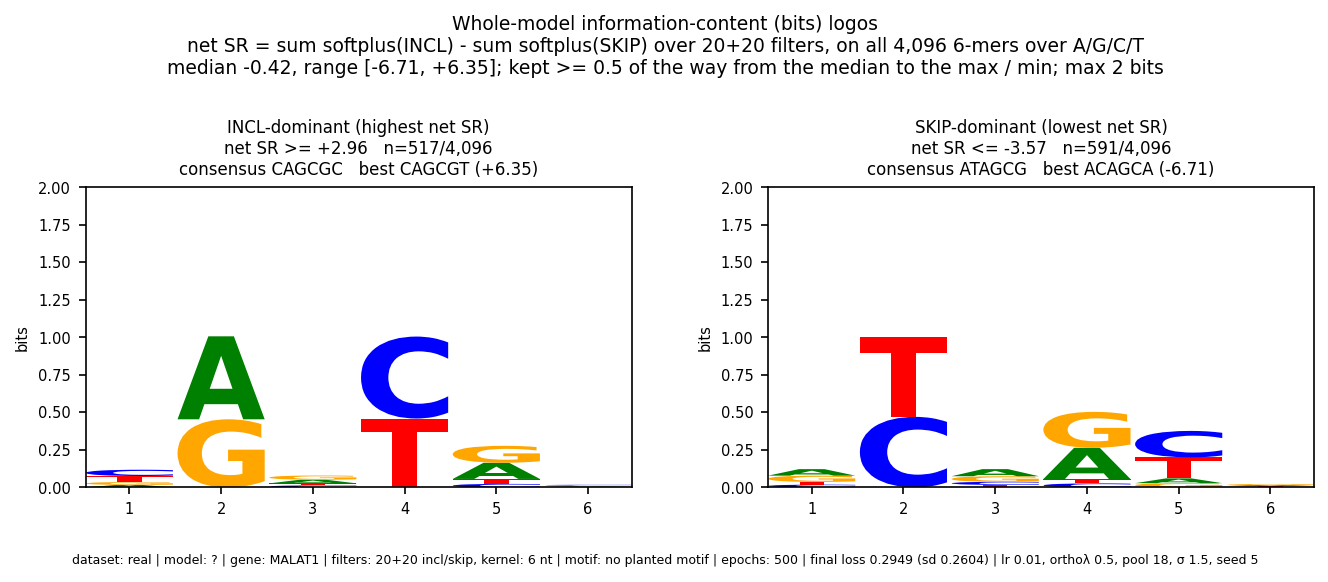 Whole-model information-content (bits) logos
net SR = sum softplus(INCL) - sum softplus(SKIP) over 20+20 filters, on all 4,096 6-mers over A/G/C/T
median -0.42, range [-6.71, +6.35]; kept >= 0.5 of the way from the median to the max / min; max 2 bits
INCL-dominant (highest net SR)
net SR >= +2.96   n=517/4,096
consensus CAGCGC   best CAGCGT (+6.35)
2.00
1.75
1.50
1.25
1.00
0.75
0.50
0.25
0.00
bits
C T G
A G
G A T
C T
G A T C
1 2 3 4 5 6
SKIP-dominant (lowest net SR)
net SR <= -3.57   n=591/4,096
consensus ATAGCG   best ACAGCA (-6.71)
2.00
1.75
1.50
1.25
1.00
0.75
0.50
0.25
0.00
bits
A G T C
T C
A G C T
G A T C
C T A G
1 2 3 4 5 6
dataset: real | model: ? | gene: MALAT1 | filters: 20+20 incl/skip, kernel: 6 nt | motif: no planted motif | epochs: 500 | final loss 0.2949 (sd 0.2604) | lr 0.01, orthoλ 0.5, pool 18, σ 1.5, seed 5